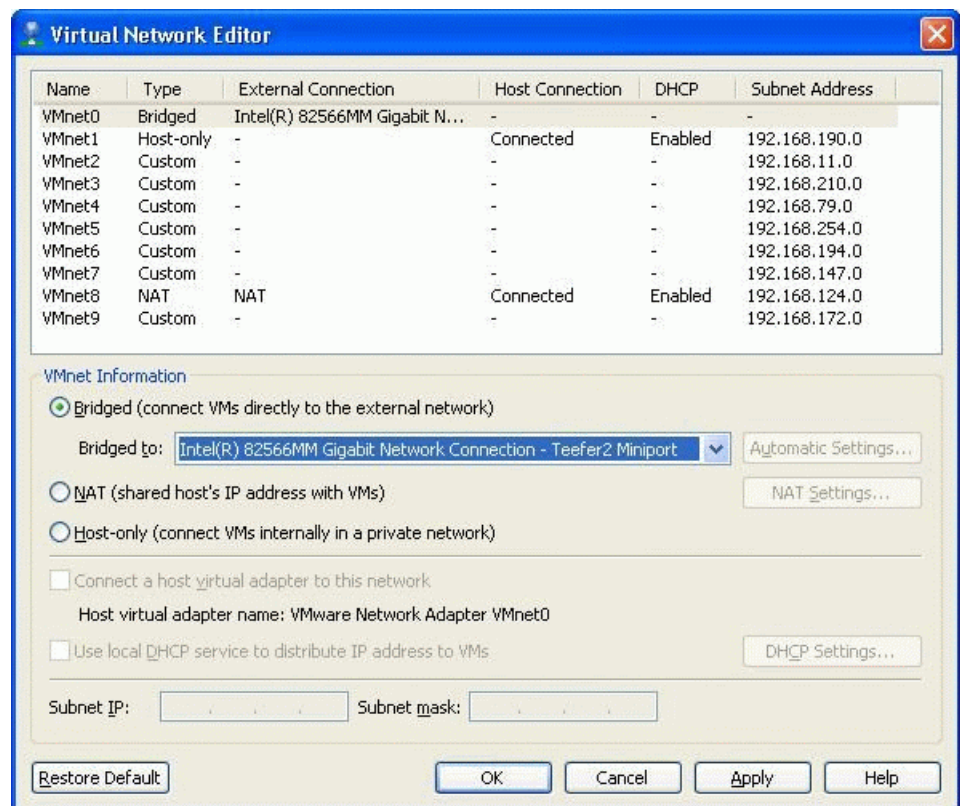 Virtual Network Editor
Name Type External Connection Host Connection DHCP Subnet Address
VMnet0 Bridged Intel(R) 82566MM Gigabit N... - - -
VMnet1 Host-only - Connected Enabled 192.168.190.0
VMnet2 Custom - - - 192.168.11.0
VMnet3 Custom - - - 192.168.210.0
VMnet4 Custom - - - 192.168.79.0
VMnet5 Custom - - - 192.168.254.0
VMnet6 Custom - - - 192.168.194.0
VMnet7 Custom - - - 192.168.147.0
VMnet8 NAT NAT Connected Enabled 192.168.124.0
VMnet9 Custom - - - 192.168.172.0
VMnet Information
Bridged (connect VMs directly to the external network)
Bridged to: Intel(R) 82566MM Gigabit Network Connection - Teefer2 Miniport Automatic Settings...
NAT (shared host's IP address with VMs) NAT Settings...
Host-only (connect VMs internally in a private network)
Connect a host virtual adapter to this network
Host virtual adapter name: VMware Network Adapter VMnet0
Use local DHCP service to distribute IP address to VMs DHCP Settings...
Subnet IP: . . . Subnet mask: . . .
Restore Default OK Cancel Apply Help